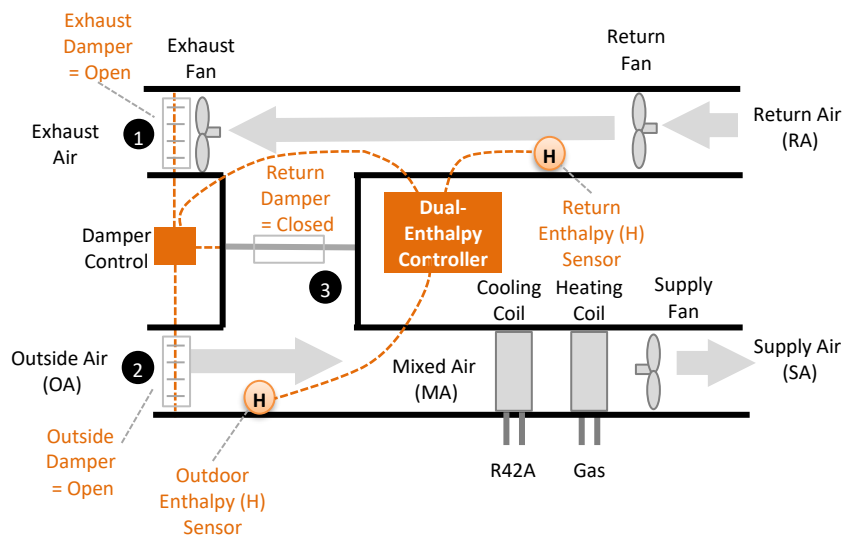 Exhaust
Damper
= Open
Exhaust
Fan
Return
Fan
1
Exhaust
Air
H
Return Air
(RA)
Return
Damper
= Closed
Dual-
Enthalpy
Controller
Return
Enthalpy (H)
Sensor
Damper
Control
3
Cooling
Coil
Heating
Coil
Supply
Fan
Outside Air
(OA)
2
Mixed Air
(MA)
Supply Air
(SA)
H
Outside
Damper
= Open
Outdoor
Enthalpy (H)
Sensor
R42A
Gas